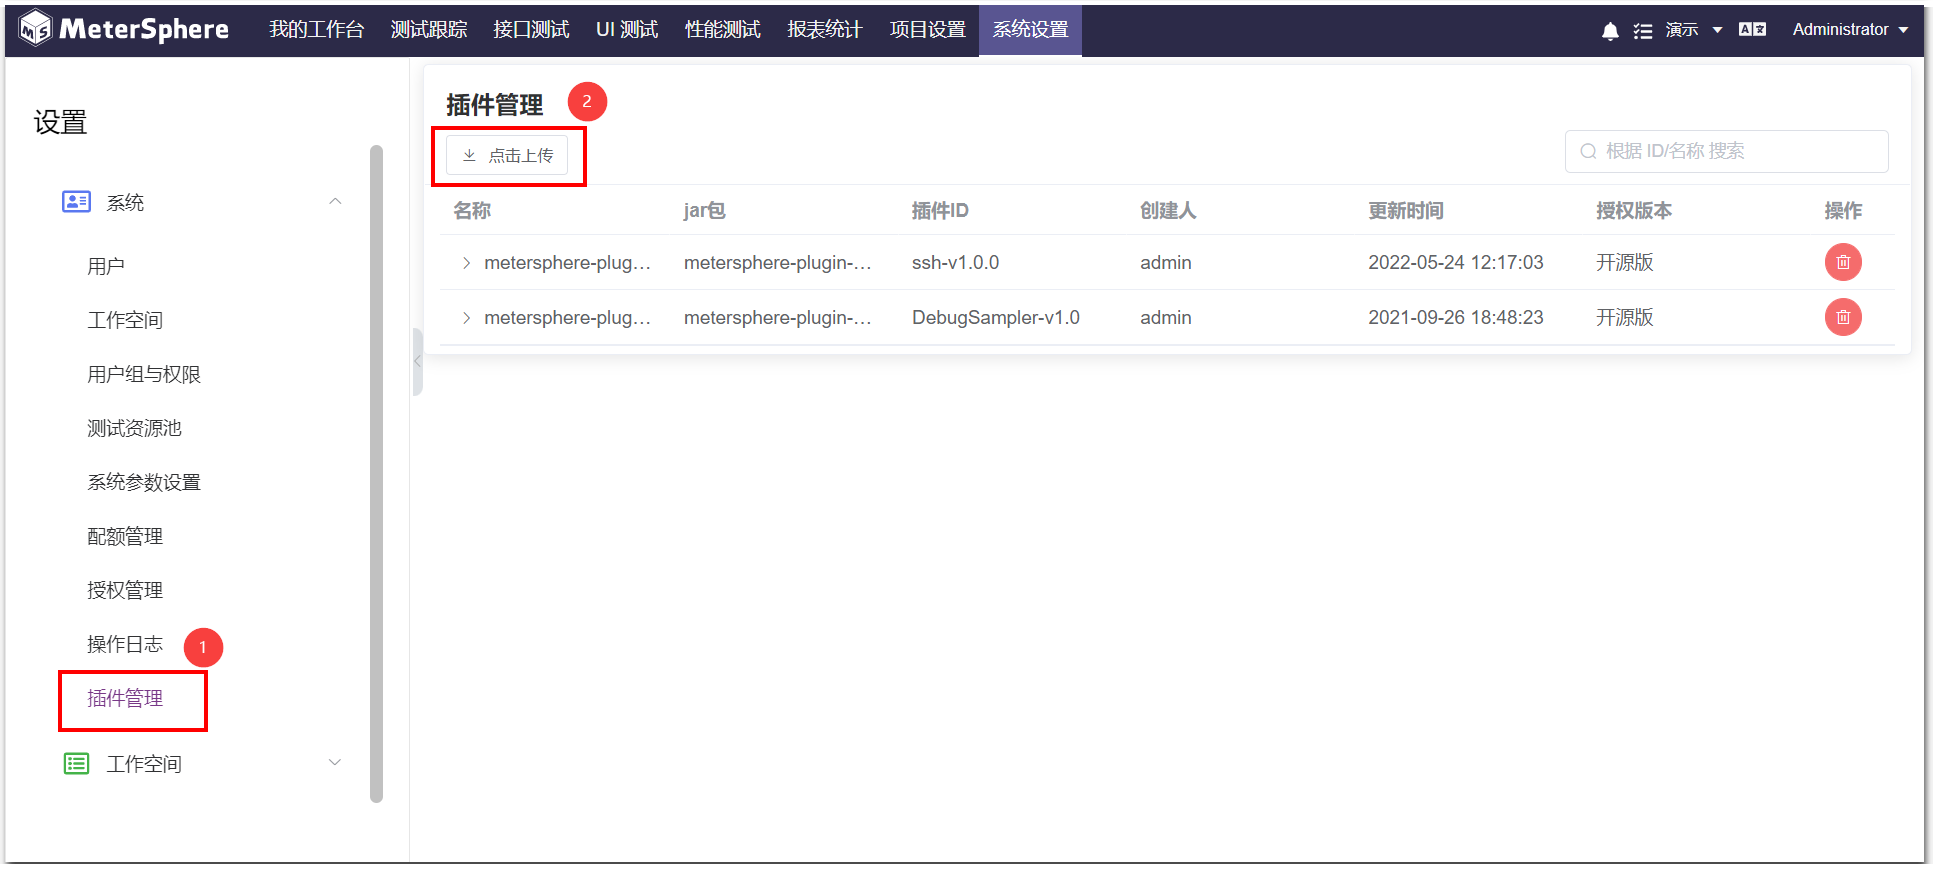 MeterSphere 我的工作台 测试跟踪 接口测试 UI 测试 性能测试 报表统计 项目设置 系统设置 演示 Administrator
设置
系统
用户
工作空间
用户组与权限
测试资源池
系统参数设置
配额管理
授权管理
操作日志
1
插件管理
工作空间
插件管理 2
点击上传
根据 ID/名称 搜索
名称 jar包 插件ID 创建人 更新时间 授权版本 操作
metersphere-plug... metersphere-plugin-... ssh-v1.0.0 admin 2022-05-24 12:17:03 开源版
metersphere-plug... metersphere-plugin-... DebugSampler-v1.0 admin 2021-09-26 18:48:23 开源版